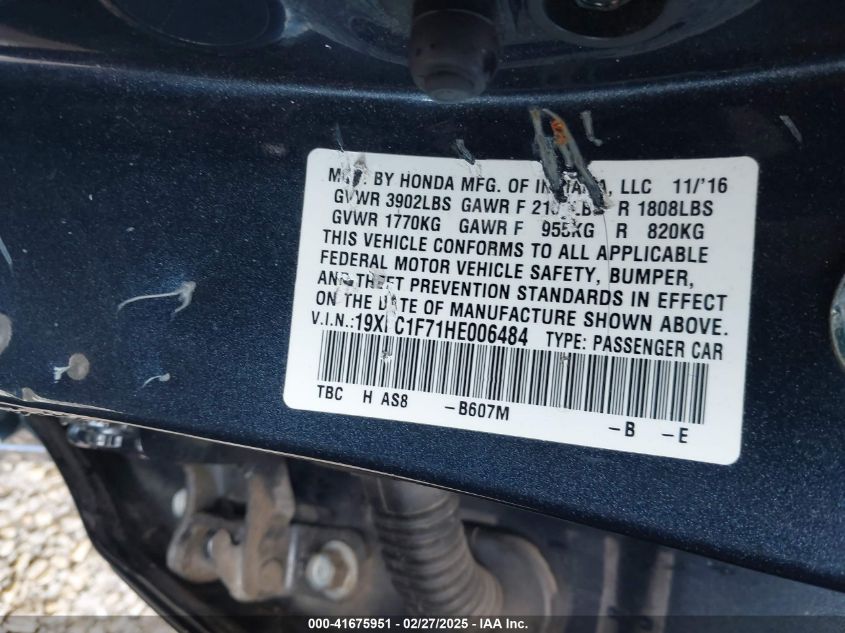 BY HONDA MFG. OF LLC 11/'16
GVWR 3902LBS GAWR F R 1808LBS
GVWR 1770KG GAWR F KG R 820KG
THIS VEHICLE CONFORMS TO ALL APPLICABLE
FEDERAL MOTOR VEHICLE SAFETY, BUMPER,
AND THEFT PREVENTION STANDARDS IN EFFECT
ON THE DATE OF MANUFACTURE SHOWN ABOVE.
V.I.N.: TYPE: PASSENGER CAR
TBC H AS8 -B607M
-B -E
000-41675951 - 02/27/2025 - IAA Inc.